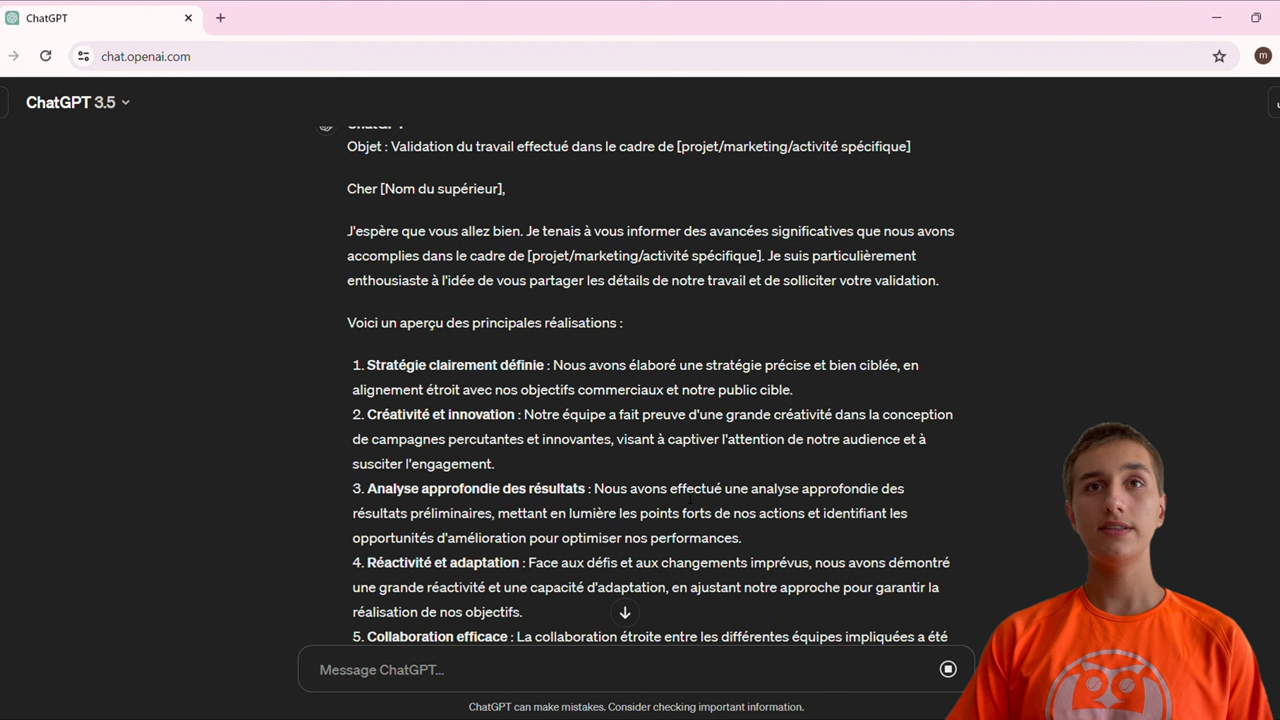 ChatGPT
chat.openai.com
m
ChatGPT 3.5
ChatGPT
Objet : Validation du travail effectué dans le cadre de [projet/marketing/activité spécifique]
Cher [Nom du supérieur],
J'espère que vous allez bien. Je tenais à vous informer des avancées significatives que nous avons
accomplies dans le cadre de [projet/marketing/activité spécifique]. Je suis particulièrement
enthousiaste à l'idée de vous partager les détails de notre travail et de solliciter votre validation.
Voici un aperçu des principales réalisations :
1. Stratégie clairement définie : Nous avons élaboré une stratégie précise et bien ciblée, en
alignement étroit avec nos objectifs commerciaux et notre public cible.
2. Créativité et innovation : Notre équipe a fait preuve d'une grande créativité dans la conception
de campagnes percutantes et innovantes, visant à captiver l'attention de notre audience et à
susciter l'engagement.
3. Analyse approfondie des résultats : Nous avons effectué une analyse approfondie des
résultats préliminaires, mettant en lumière les points forts de nos actions et identifiant les
opportunités d'amélioration pour optimiser nos performances.
4. Réactivité et adaptation : Face aux défis et aux changements imprévus, nous avons démontré
une grande réactivité et une capacité d'adaptation, en ajustant notre approche pour garantir la
réalisation de nos objectifs.
5. Collaboration efficace : La collaboration étroite entre les différentes équipes impliquées a été
Message ChatGPT...
ChatGPT can make mistakes. Consider checking important information.